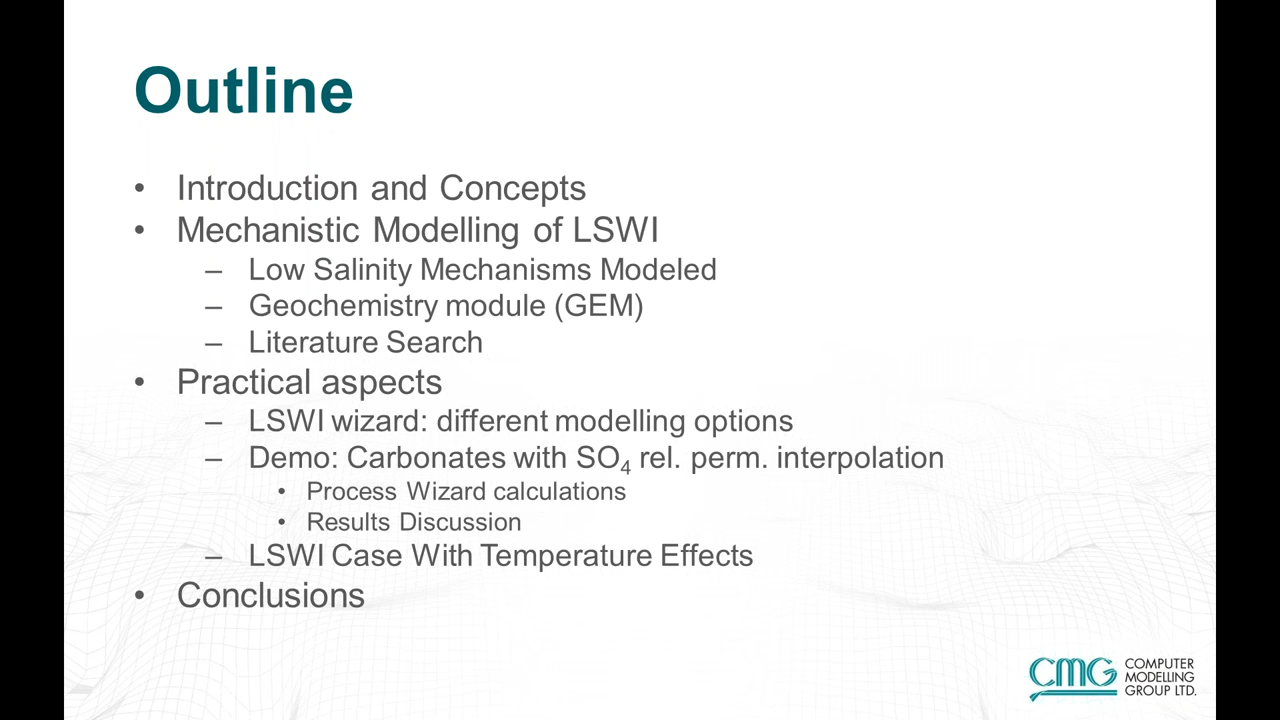 Outline
• Introduction and Concepts
• Mechanistic Modelling of LSWI
– Low Salinity Mechanisms Modeled
– Geochemistry module (GEM)
– Literature Search
• Practical aspects
– LSWI wizard: different modelling options
– Demo: Carbonates with SO₄ rel. perm. interpolation
• Process Wizard calculations
• Results Discussion
– LSWI Case With Temperature Effects
• Conclusions
CMG
COMPUTER
MODELLING
GROUP LTD.